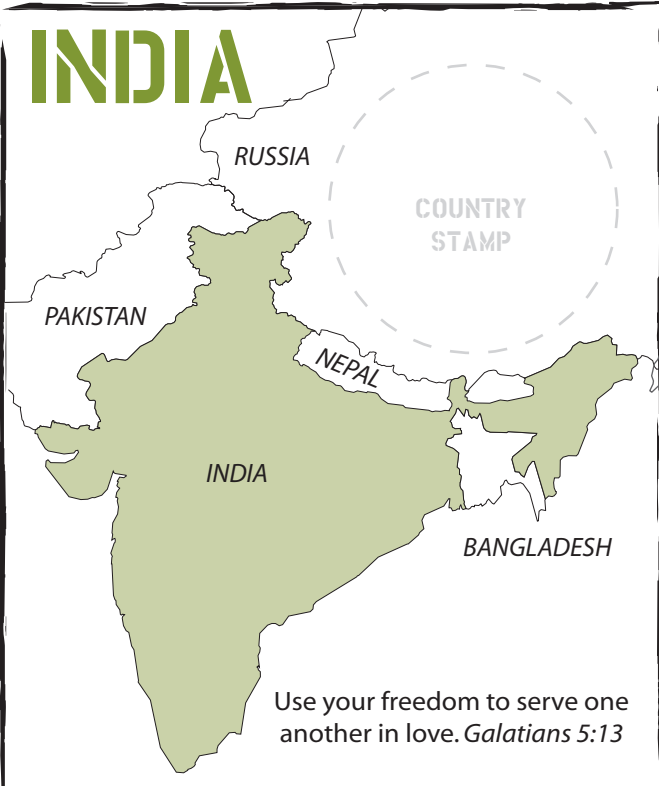 INDIA
RUSSIA
COUNTRY
STAMP
PAKISTAN
NEPAL
INDIA
BANGLADESH
Use your freedom to serve one
another in love. Galatians 5:13